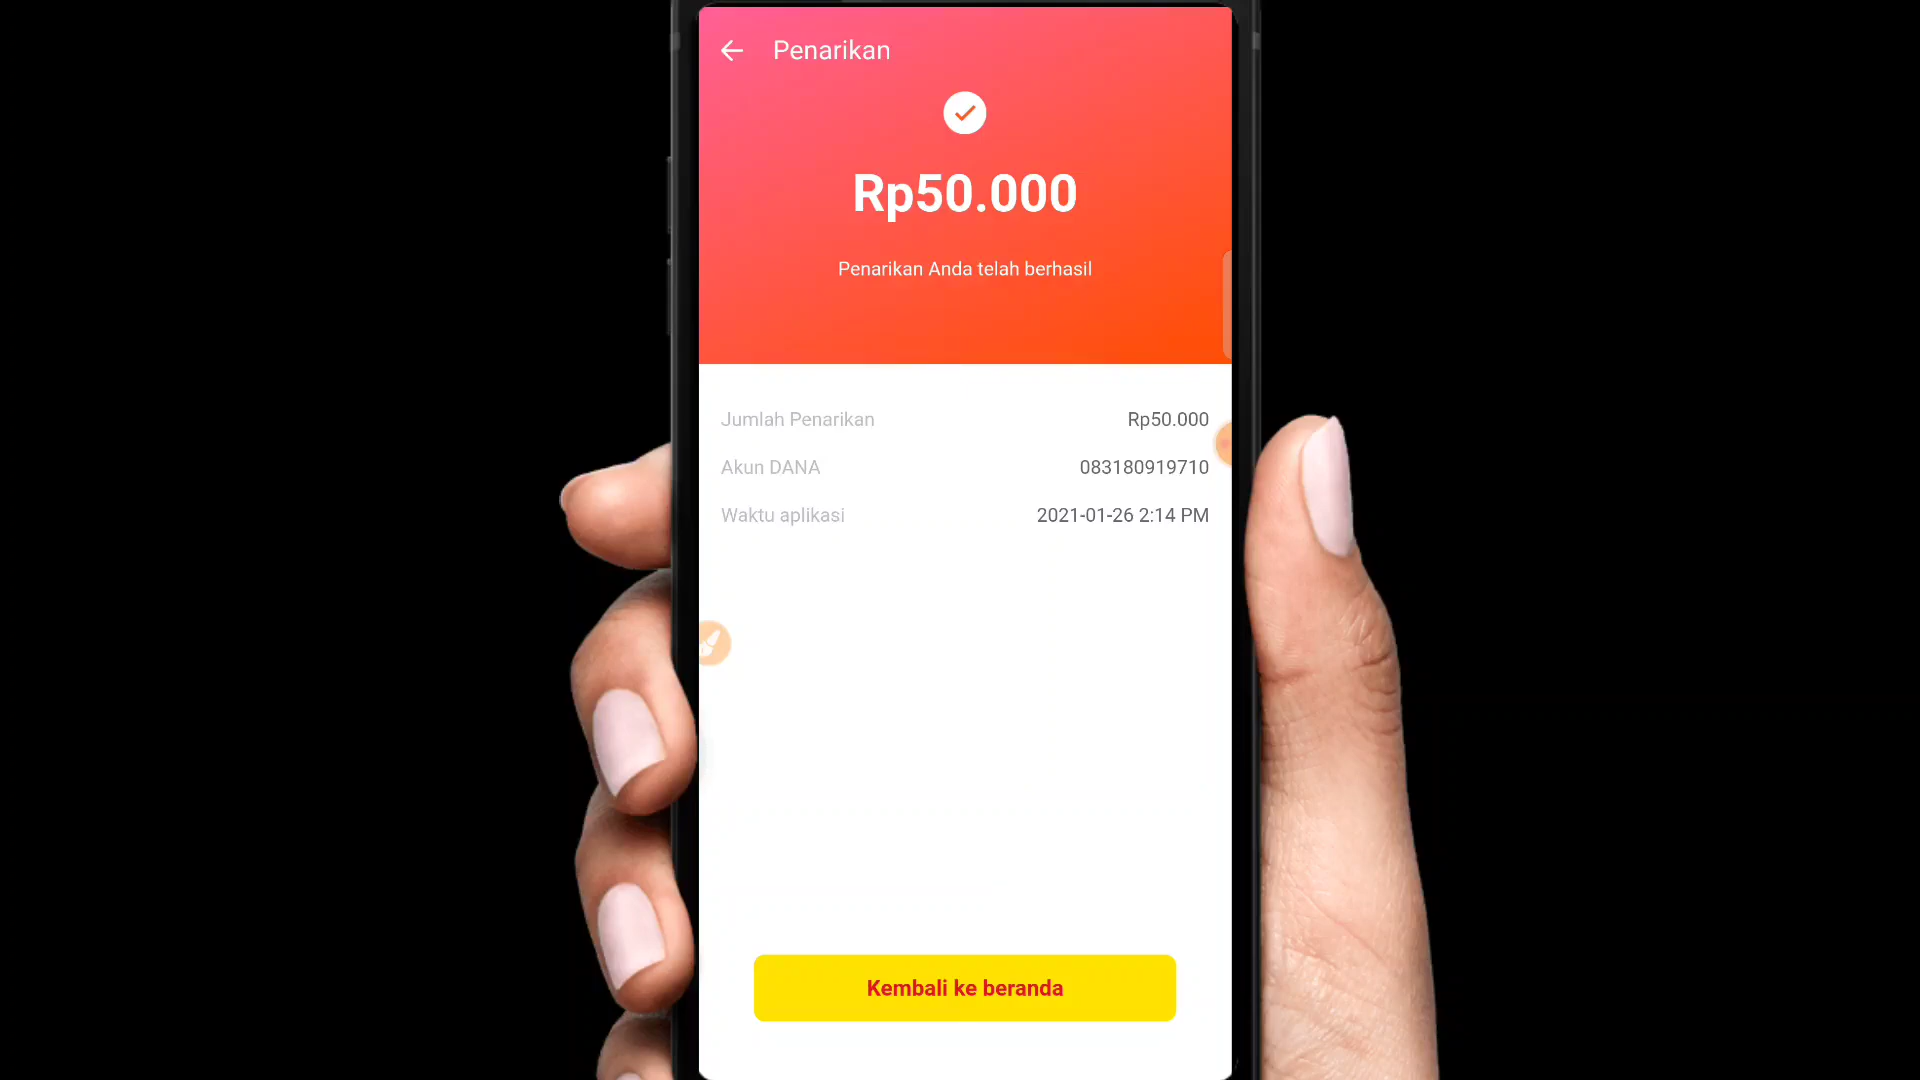 Penarikan
Rp50.000
Penarikan Anda telah berhasil
Jumlah Penarikan Rp50.000
Akun DANA 083180919710
Waktu aplikasi 2021-01-26 2:14 PM
Kembali ke beranda